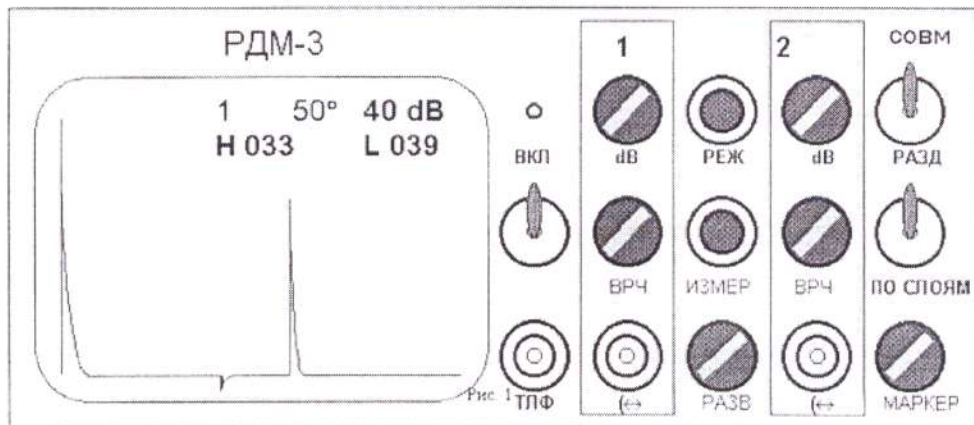 РДМ-3
1 50° 40 dB
H 033 L 039
1 2 СОВМ
ВКЛ dB РЕЖ dB РАЗД
ВРЧ ИЗМЕР ВРЧ ПО СЛОЯМ
Рис. 1
ТПФ (↔ РАЗВ (↔ МАРКЕР